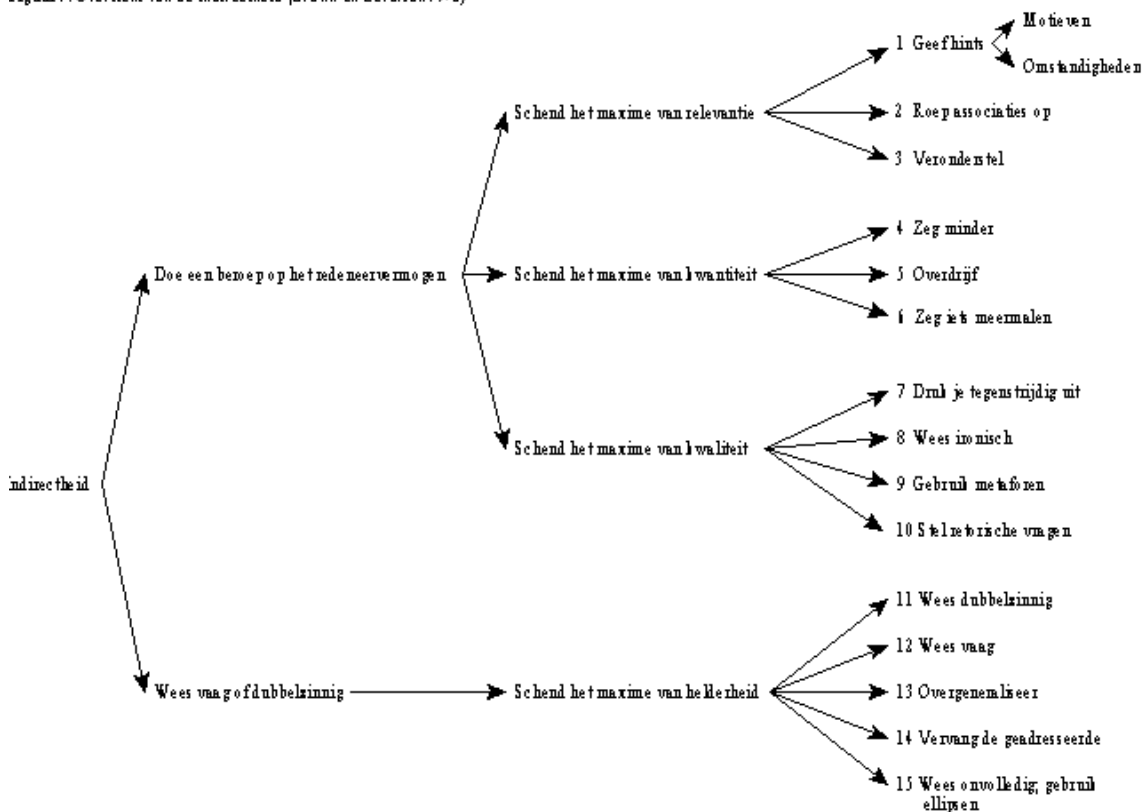 Motieven
1 Geef hints
Omstandigheden
Schend het maxime van relevantie
2 Roep associaties op
3 Veronderstel
4 Zeg minder
Doe een beroep op het redeneervermogen
Schend het maxime van kwantiteit
5 Overdrijf
6 Zeg iets meermalen
7 Druk je tegenstrijdig uit
8 Wees ironisch
Schend het maxime van kwaliteit
Indirectheid
9 Gebruik metaforen
10 Stel retorische vragen
11 Wees dubbelzinnig
12 Wees vaag
Wees vaag of dubbelzinnig
Schend het maxime van helderheid
13 Overgeneraliseer
14 Vervang de geadresseerde
15 Wees onvolledig, gebruik
ellipsen